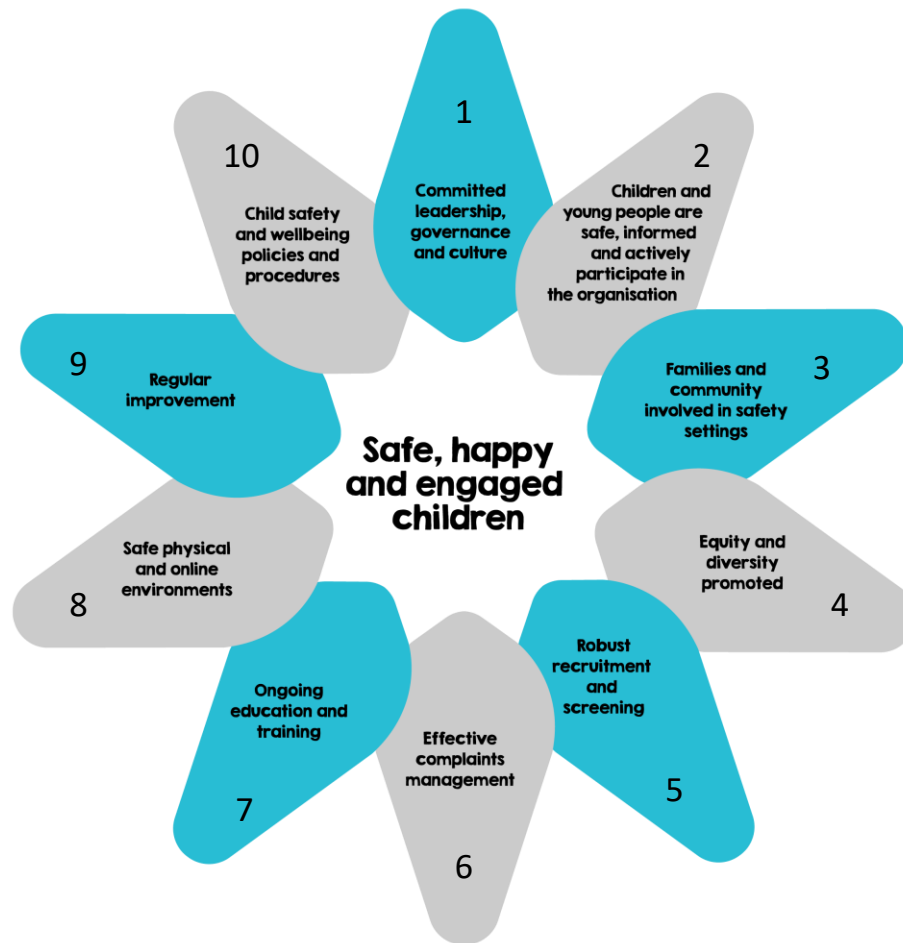 1
Committed
leadership,
governance
and culture
2
Children and
young people are
safe, informed
and actively
participate in
the organisation
3
Families and
community
involved in safety
settings
4
Equity and
diversity
promoted
5
Robust
recruitment
and
screening
6
Effective
complaints
management
7
Ongoing
education and
training
8
Safe physical
and online
environments
9
Regular
improvement
10
Child safety
and wellbeing
policies and
procedures
Safe, happy
and engaged
children